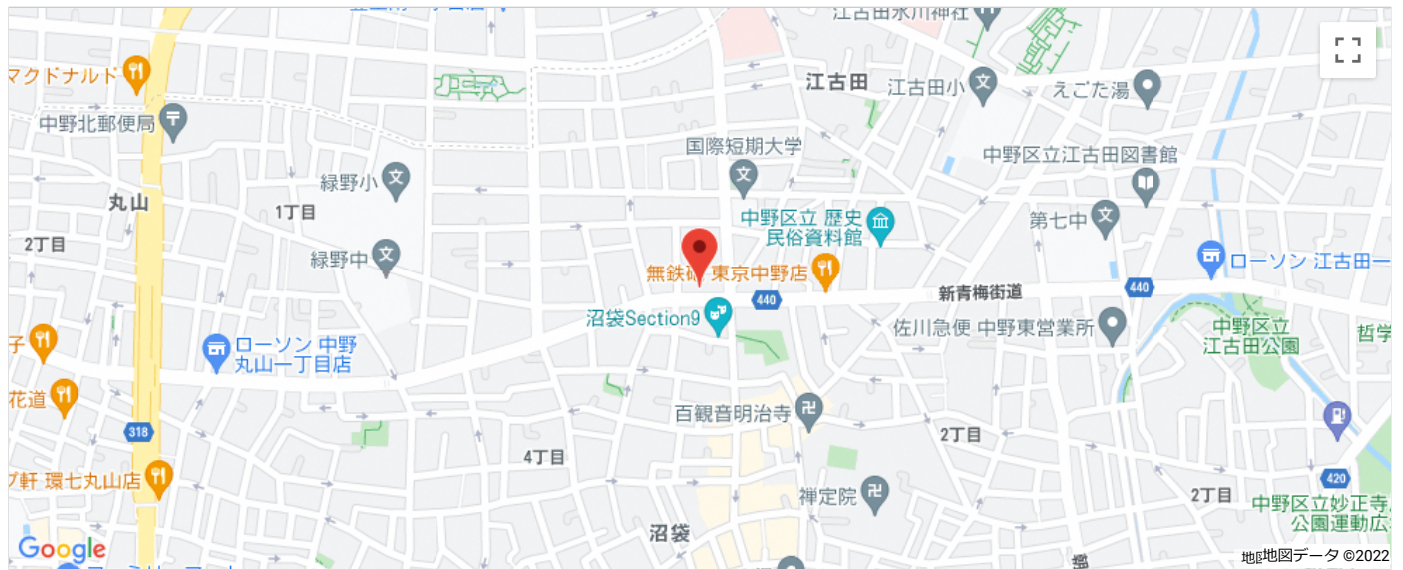 江古田氷川神社
マクドナルド
江古田
江古田小
えごた湯
中野北郵便局
国際短期大学
中野区立江古田図書館
緑野小
丸山
1丁目
中野区立 歴史
民俗資料館
第七中
2丁目
緑野中
無鉄砲 東京中野店
ローソン 江古田一
440
440
新青梅街道
沼袋Section9
佐川急便 中野東営業所
中野区立
江古田公園
哲学
子
ローソン 中野
丸山一丁目店
花道
百観音明治寺
318
2丁目
4丁目
環七丸山店
禅定院
420
2丁目
中野区立妙正寺
公園運動広
沼袋
Google
地図データ ©2022